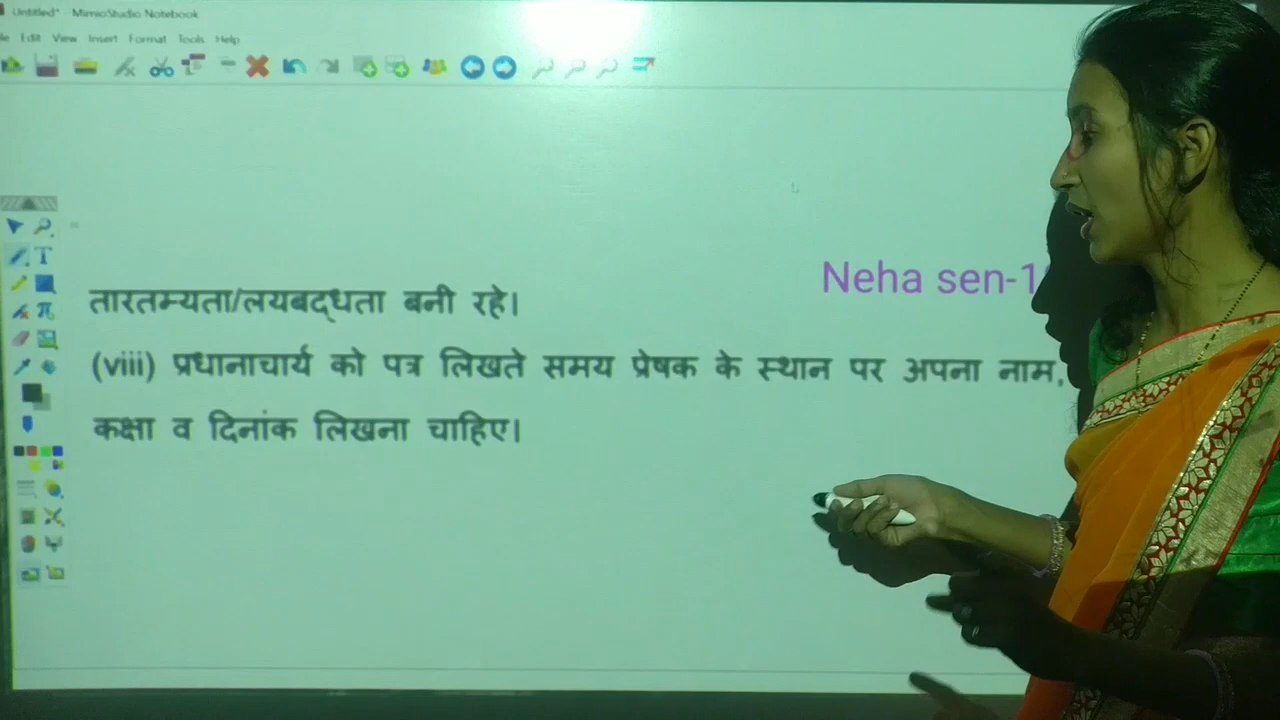 Untitled* MimioStudio Notebook
Edit View Insert Format Tools Help
Neha sen-1
तारतम्यता/लयबद्धता बनी रहे।
(viii) प्रधानाचार्य को पत्र लिखते समय प्रेषक के स्थान पर अपना नाम,
कक्षा व दिनांक लिखना चाहिए।